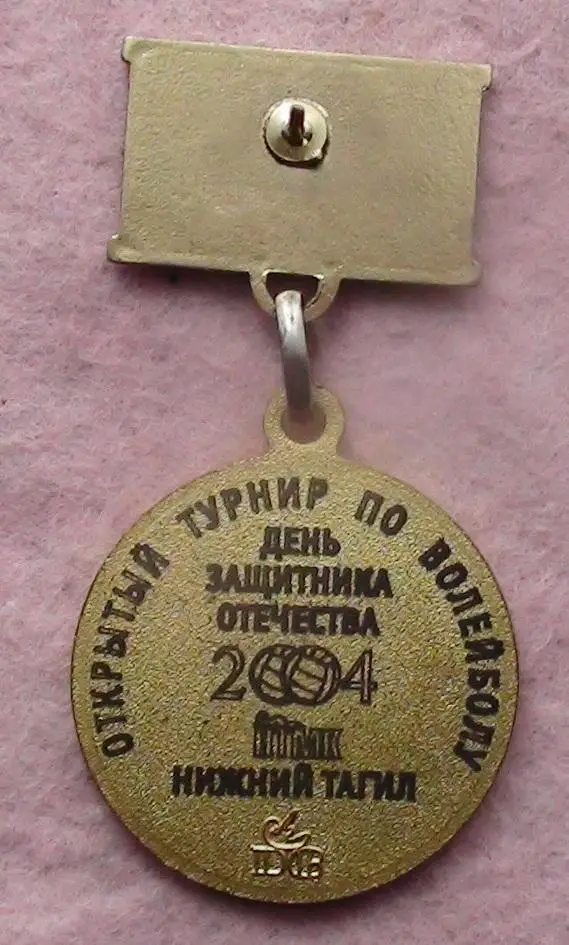 ОТКРЫТЫЙ ТУРНИР ПО ВОЛЕЙБОЛУ
ДЕНЬ
ЗАЩИТНИКА
ОТЕЧЕСТВА
2004
НИЖНИЙ ТАГИЛ